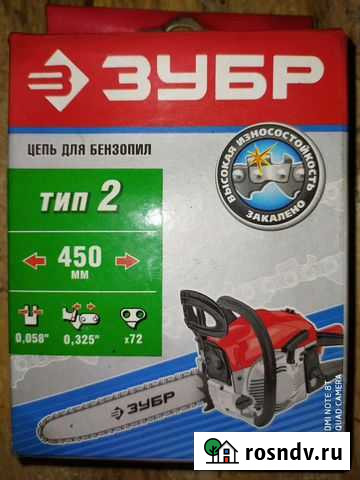 ЗУБР
ЦЕПЬ ДЛЯ БЕНЗОПИЛ
ВЫСОКАЯ ИЗНОСОСТОЙКОСТЬ
ЗАКАЛЕНО
ТИП 2
450
ММ
0,058" 0,325" x72
ЗУБР
REDMI NOTE 8T
QUAD CAMERA
rosndv.ru